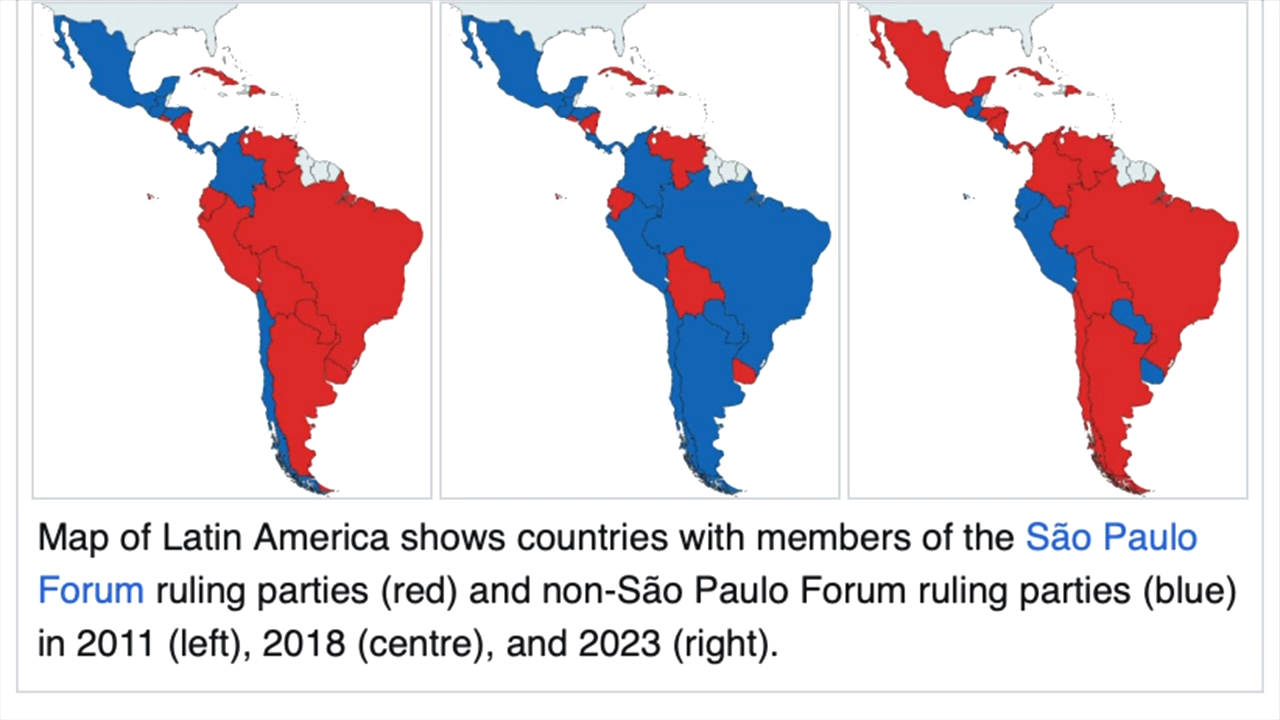 Map of Latin America shows countries with members of the São Paulo
Forum ruling parties (red) and non-São Paulo Forum ruling parties (blue)
in 2011 (left), 2018 (centre), and 2023 (right).